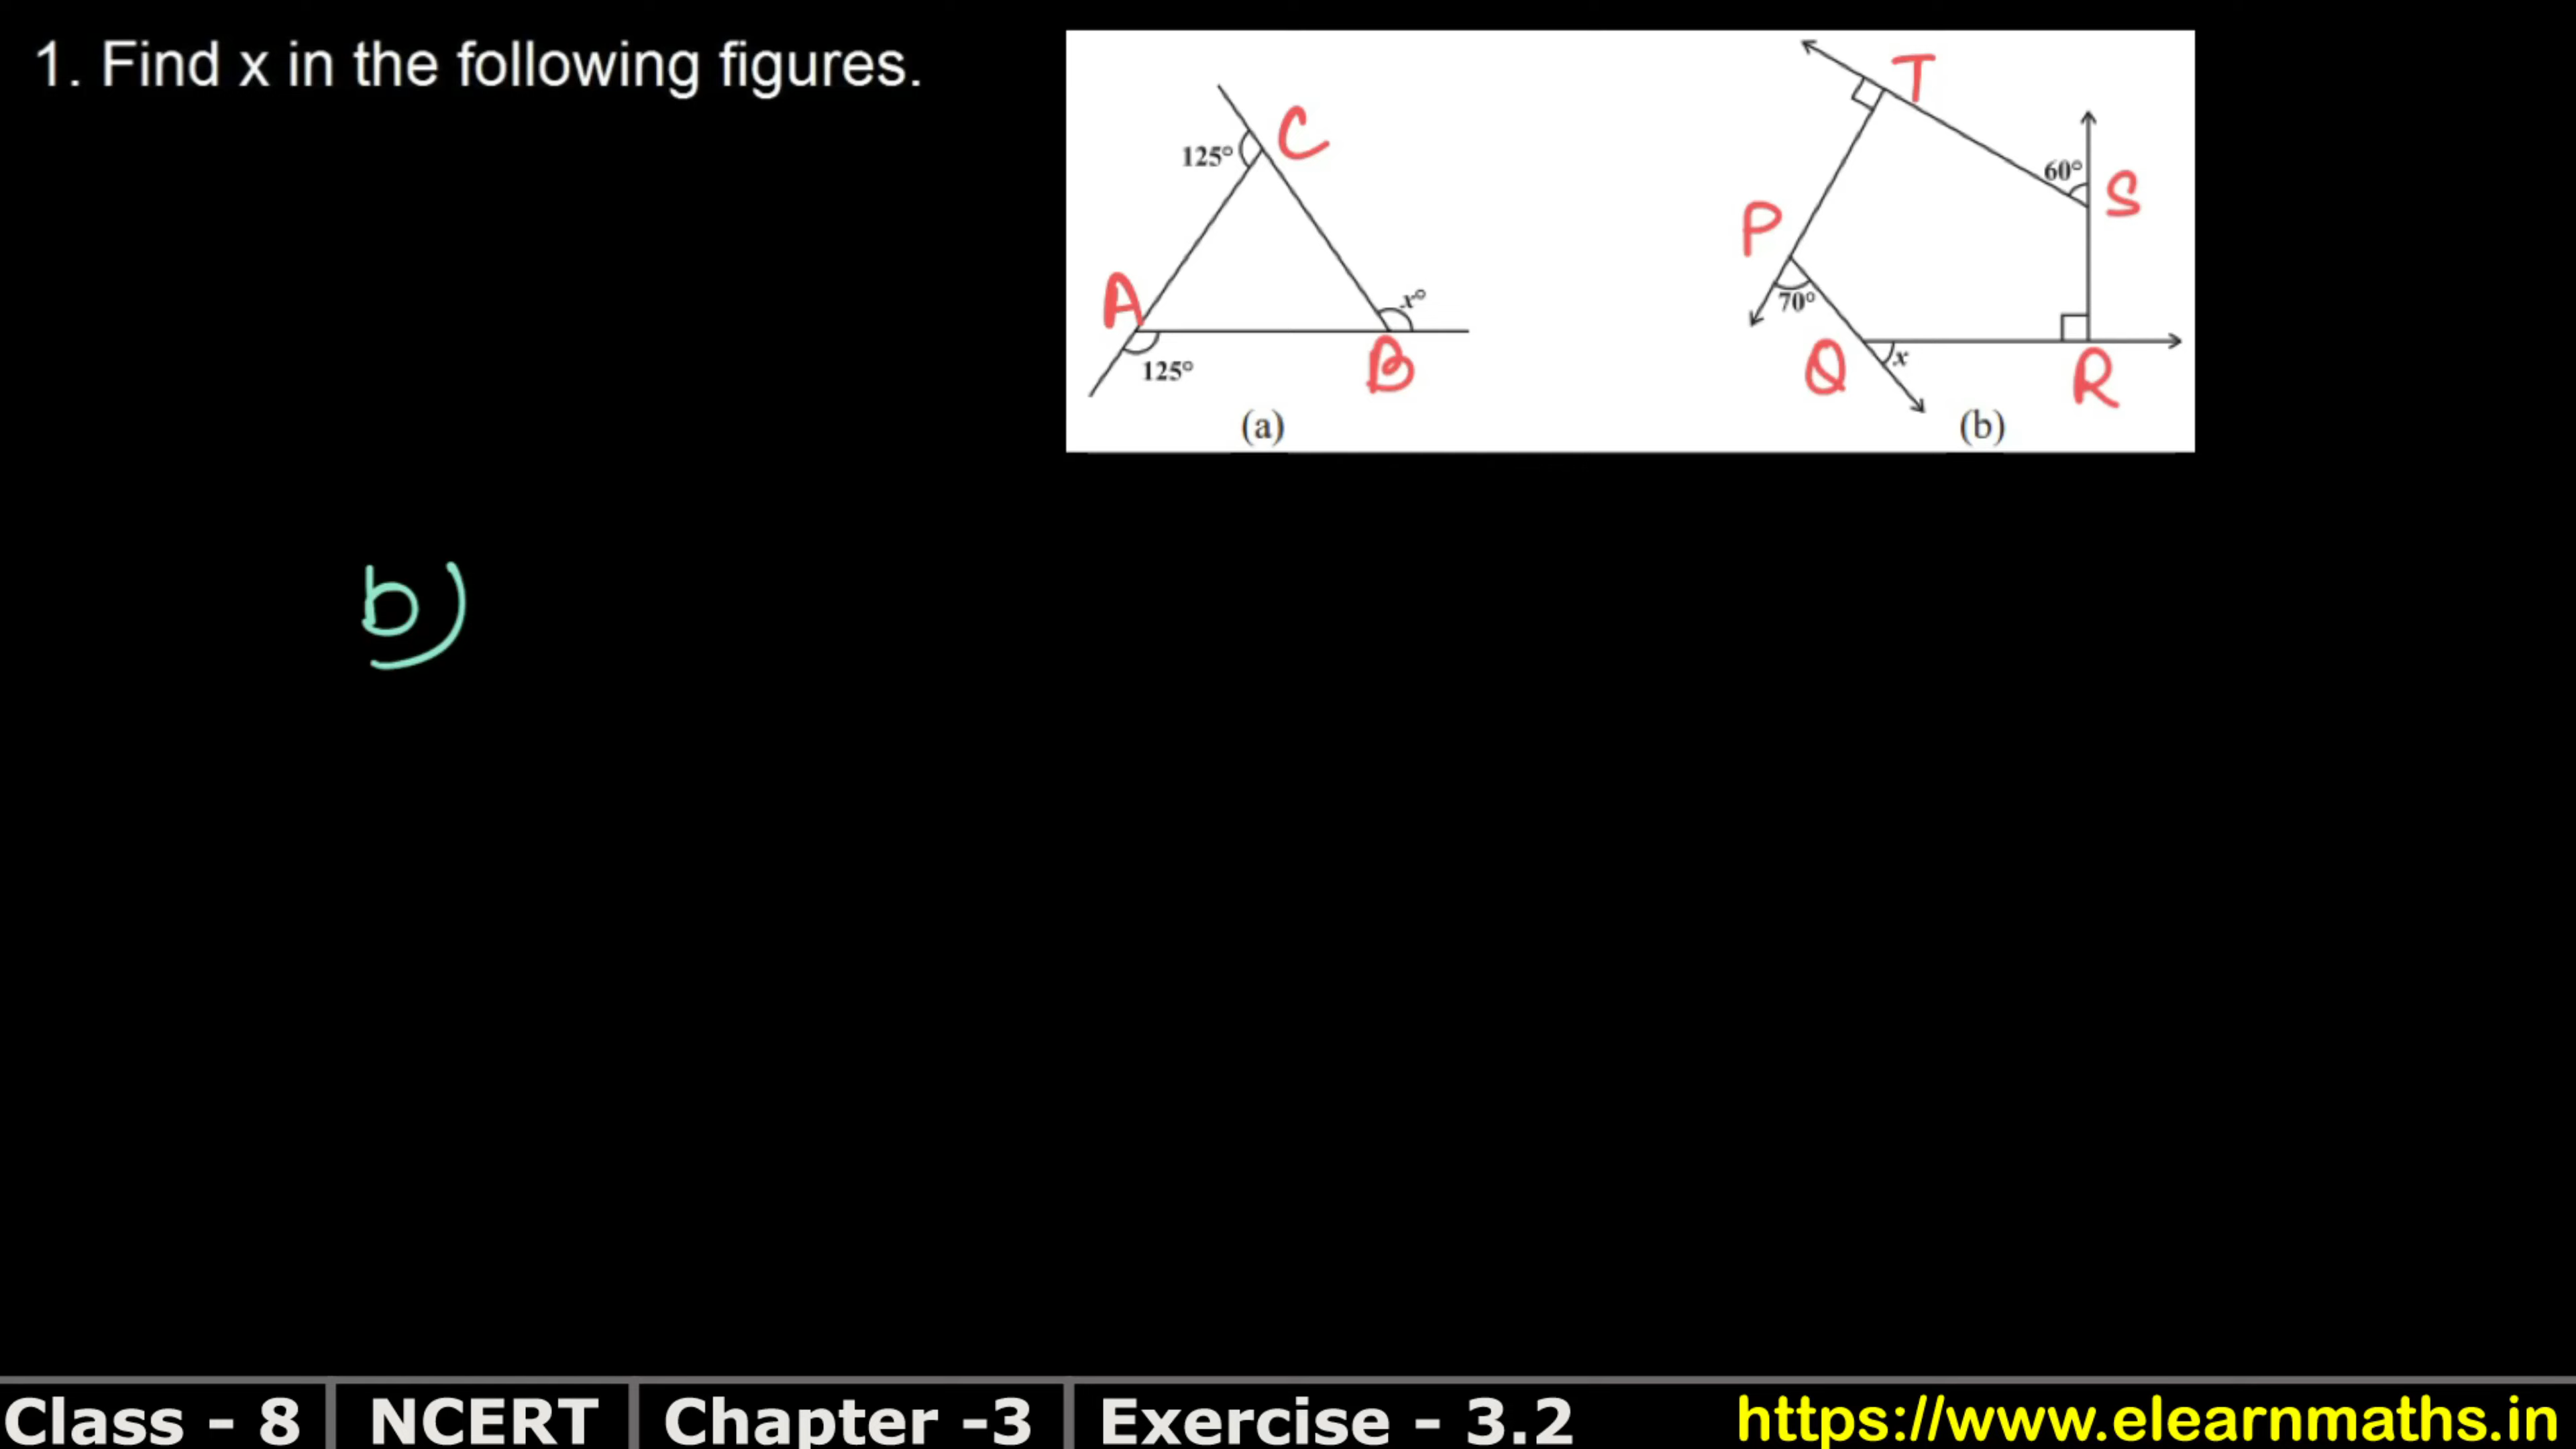 1. Find x in the following figures.
C
125°
A
x°
125°
B
(a)
T
60°
S
P
70°
Q
x
R
(b)
b)
Class - 8
NCERT
Chapter -3
Exercise - 3.2
https://www.elearnmaths.in